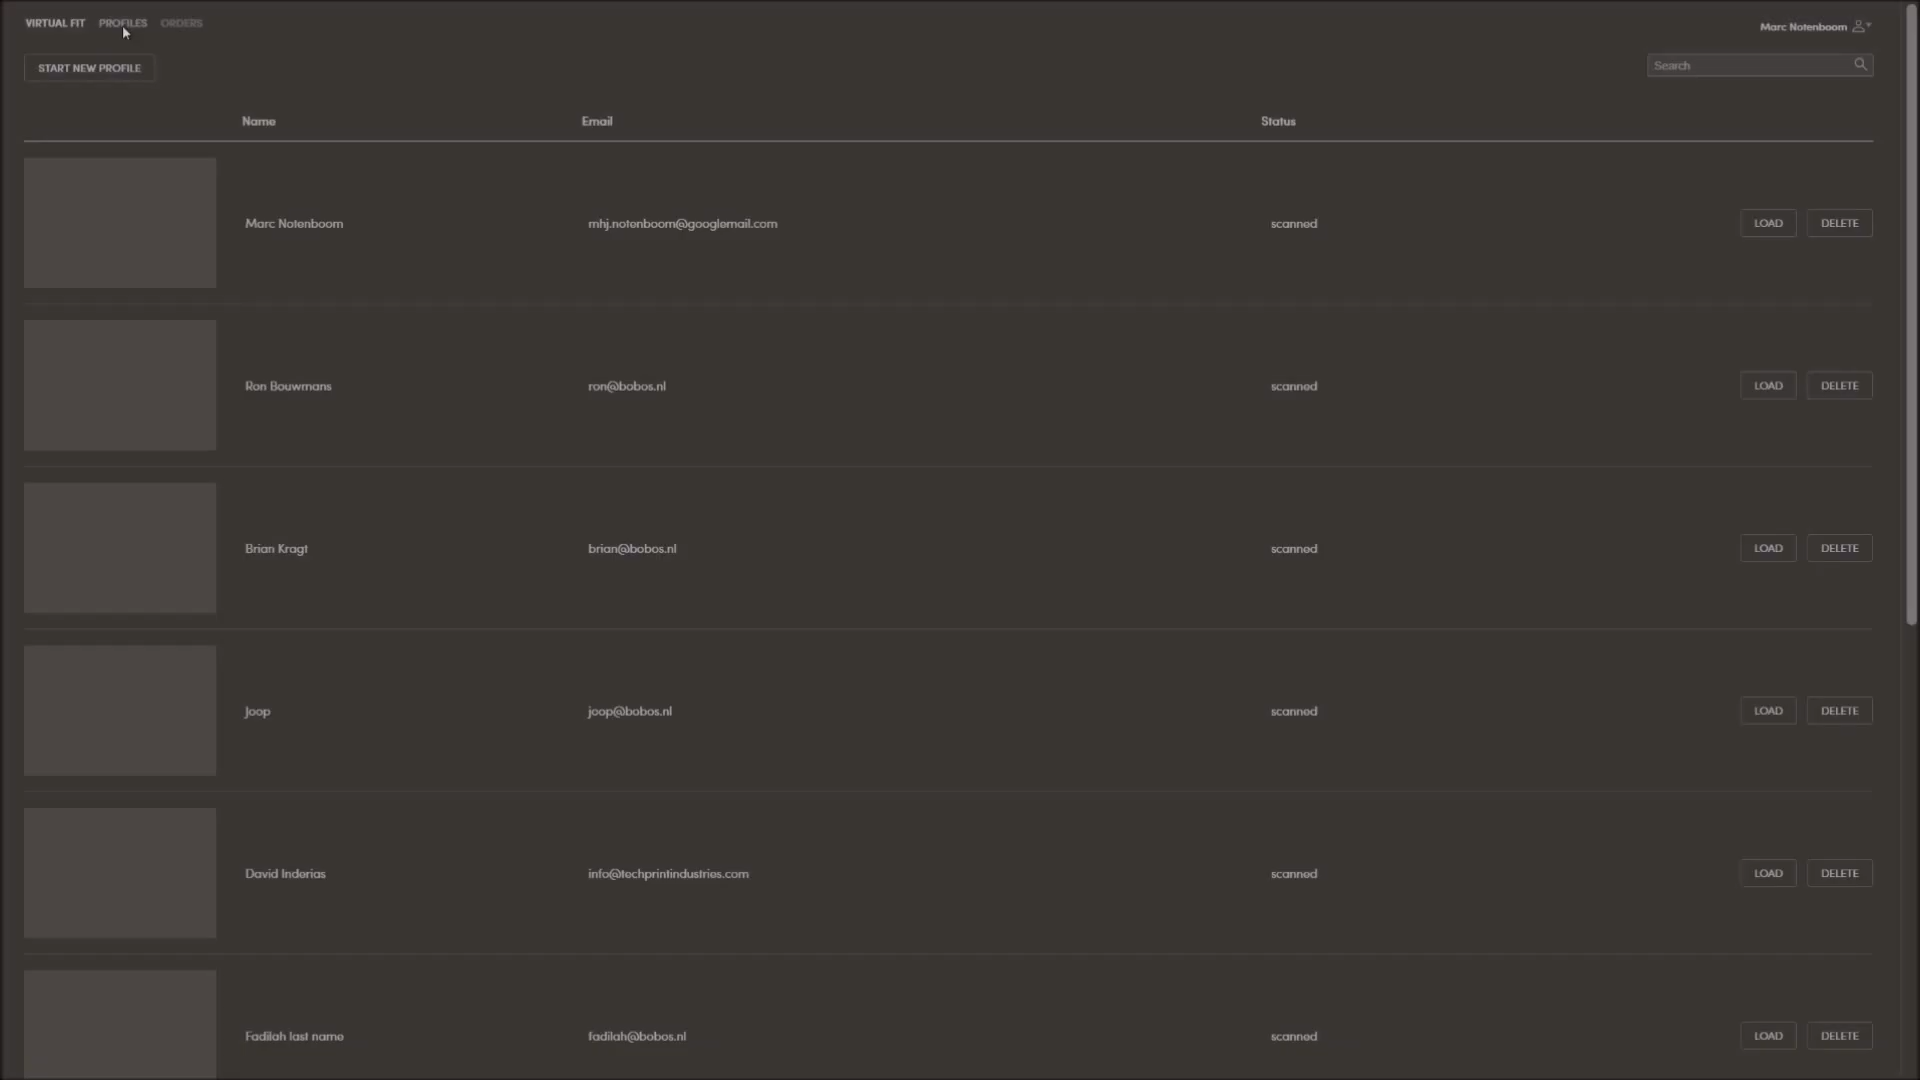 VIRTUAL FIT PROFILES ORDERS
Marc Notenboom
START NEW PROFILE
Search
Name Email Status
Marc Notenboom mhj.notenboom@googlemail.com scanned LOAD DELETE
Ron Bouwmans ron@bobos.nl scanned LOAD DELETE
Brian Kragt brian@bobos.nl scanned LOAD DELETE
Joop joop@bobos.nl scanned LOAD DELETE
David Inderias info@techprintindustries.com scanned LOAD DELETE
Fadilah last name fadilah@bobos.nl scanned LOAD DELETE